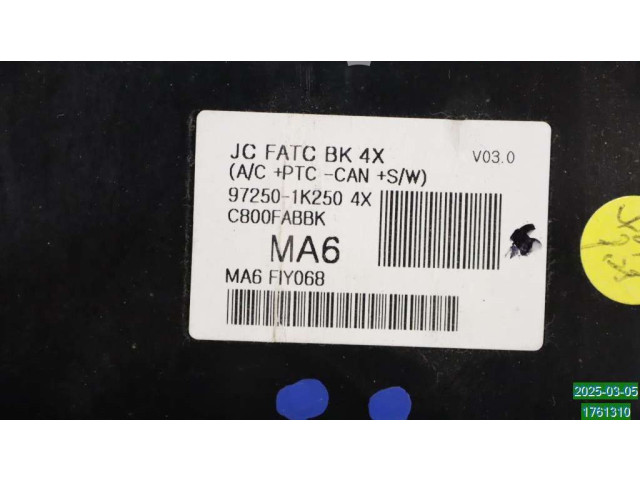 JC FATC BK 4X
V03.0
(A/C +PTC -CAN +S/W)
97250-1K250 4X
C800FABBK
MA6
MA6 FIY068
2025-03-05
1761310